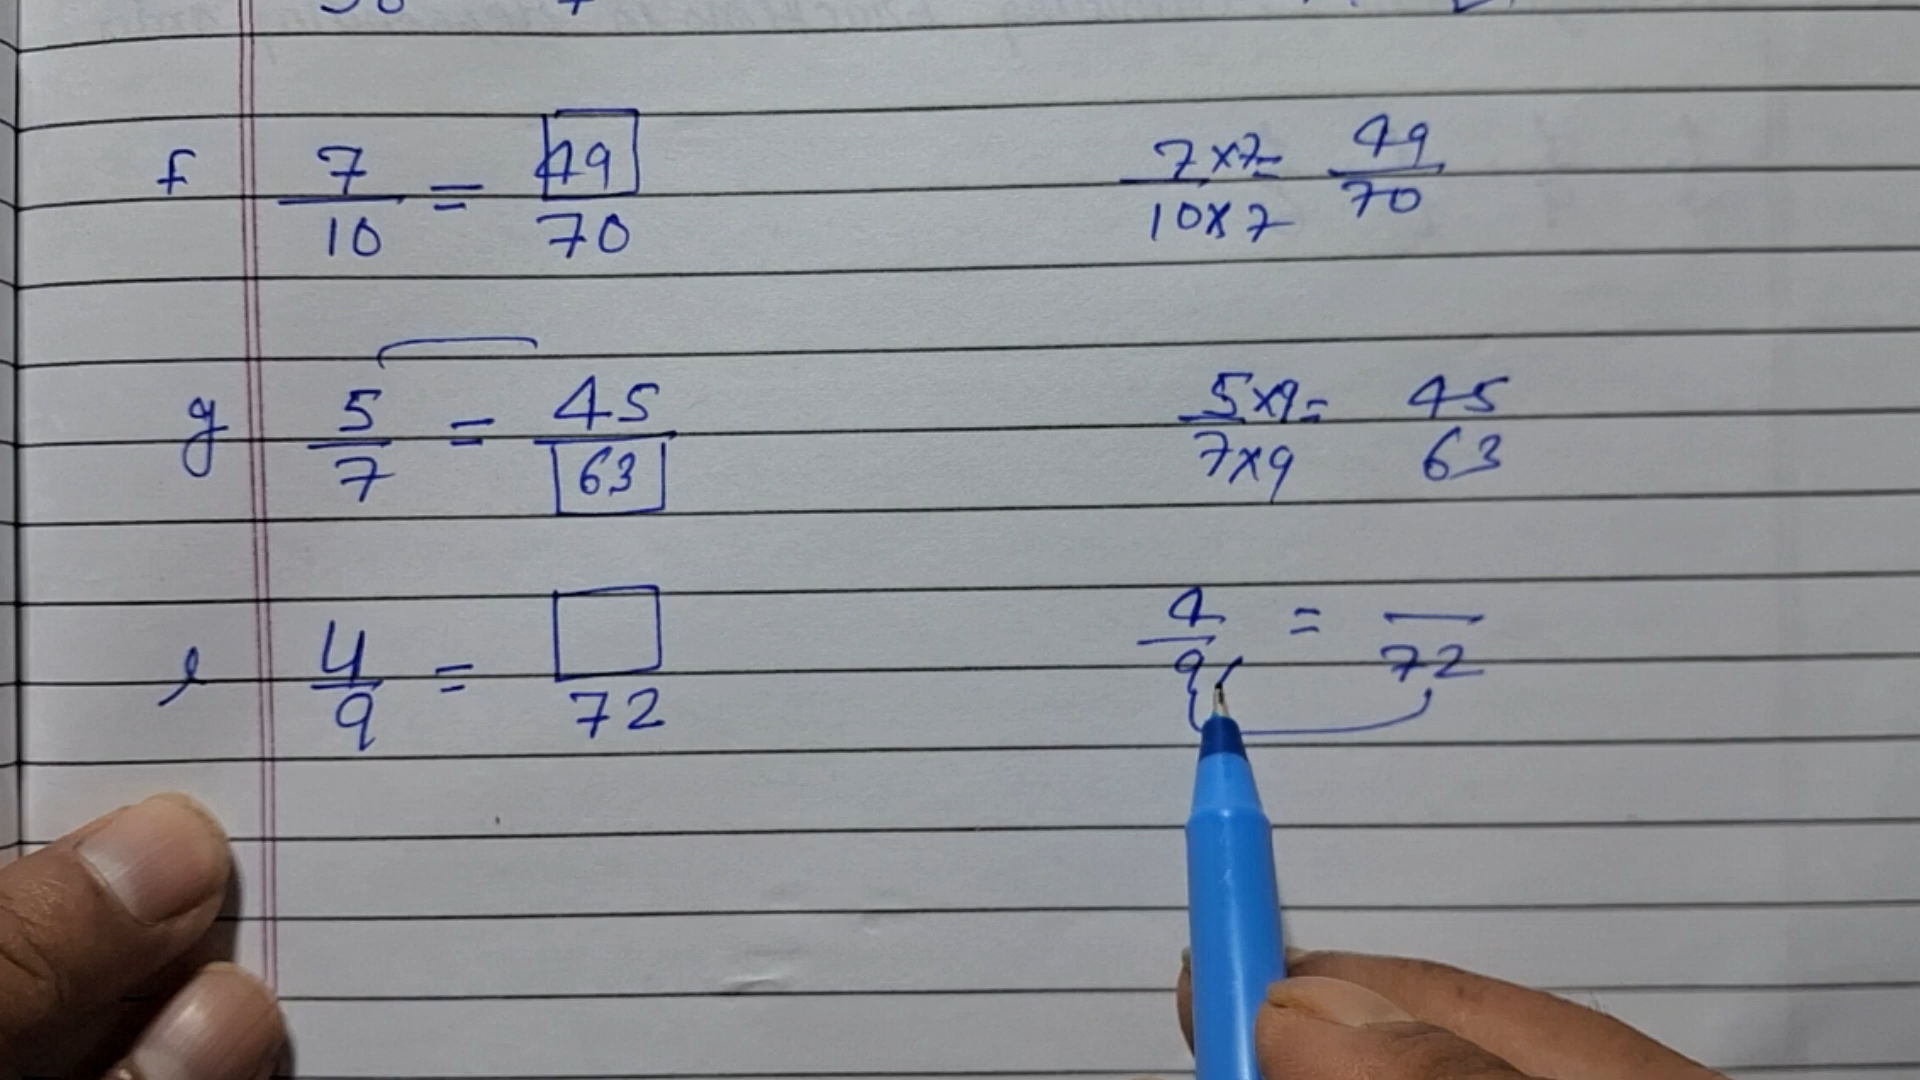 f 7/10 = 49/70 7×7/10×7 = 49/70
g 5/7 = 45/63 5×9/7×9 = 45 63
l 4/9 = □/72 4/9 = /72